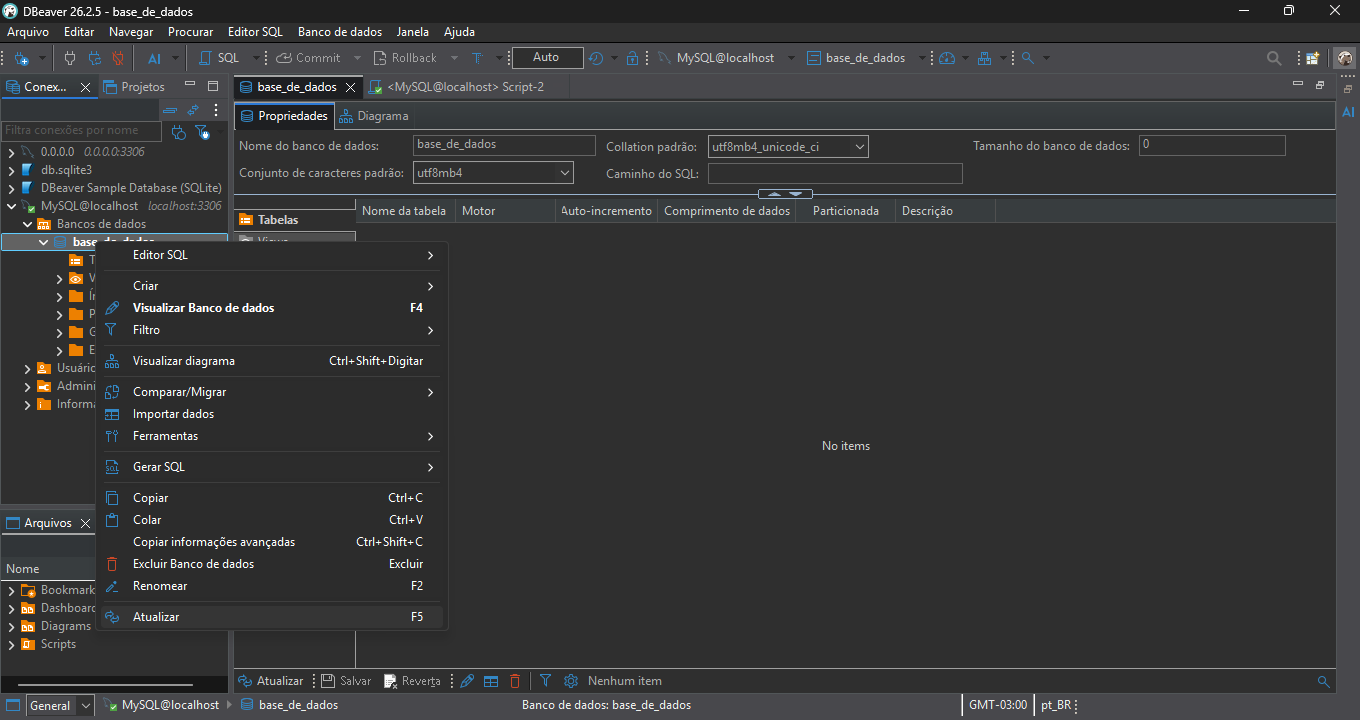 DBeaver 26.2.5 - base_de_dados
Arquivo Editar Navegar Procurar Editor SQL Banco de dados Janela Ajuda
AI SQL Commit Rollback T Auto MySQL@localhost base_de_dados
Conex... Projetos
base_de_dados <MySQL@localhost> Script-2
Propriedades Diagrama
AI
Filtra conexões por nome
Nome do banco de dados: base_de_dados Collation padrão: utf8mb4_unicode_ci Tamanho do banco de dados: 0
Conjunto de caracteres padrão: utf8mb4 Caminho do SQL:
0.0.0.0 0.0.0.0:3306
db.sqlite3
DBeaver Sample Database (SQLite)
MySQL@localhost localhost:3306
Bancos de dados
base_de_dados
T
V
Í
P
G
E
Usuário
Admini
Informa
Tabelas
Views
Nome da tabela Motor Auto-incremento Comprimento de dados Particionada Descrição
No items
Editor SQL
Criar
Visualizar Banco de dados F4
Filtro
Visualizar diagrama Ctrl+Shift+Digitar
Comparar/Migrar
Importar dados
Ferramentas
Gerar SQL
Copiar Ctrl+C
Colar Ctrl+V
Copiar informações avançadas Ctrl+Shift+C
Excluir Banco de dados Excluir
Renomear F2
Atualizar F5
Arquivos
Nome
Bookmark
Dashboard
Diagrams
Scripts
Atualizar Salvar Reverta Nenhum item
General MySQL@localhost base_de_dados Banco de dados: base_de_dados GMT-03:00 pt_BR